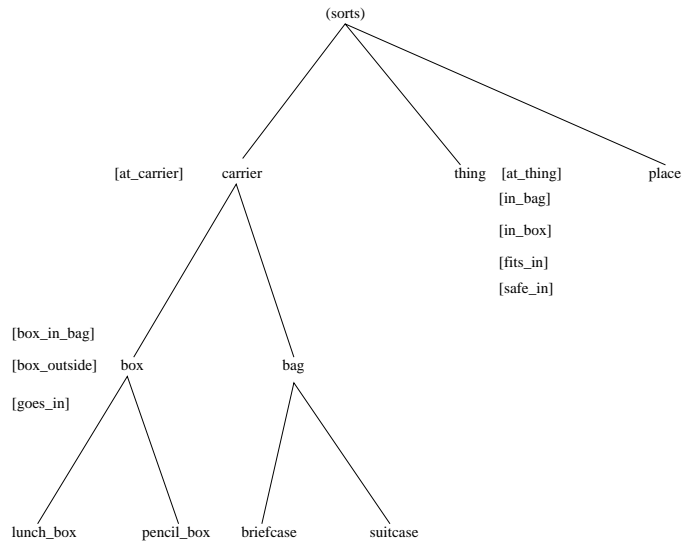 (sorts)
[at_carrier] carrier thing [at_thing] place
[in_bag]
[in_box]
[fits_in]
[safe_in]
[box_in_bag]
[box_outside] box bag
[goes_in]
lunch_box pencil_box briefcase suitcase